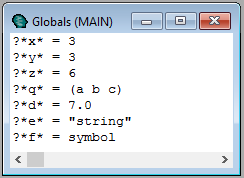 Globals (MAIN)
?*x* = 3
?*y* = 3
?*z* = 6
?*q* = (a b c)
?*d* = 7.0
?*e* = "string"
?*f* = symbol